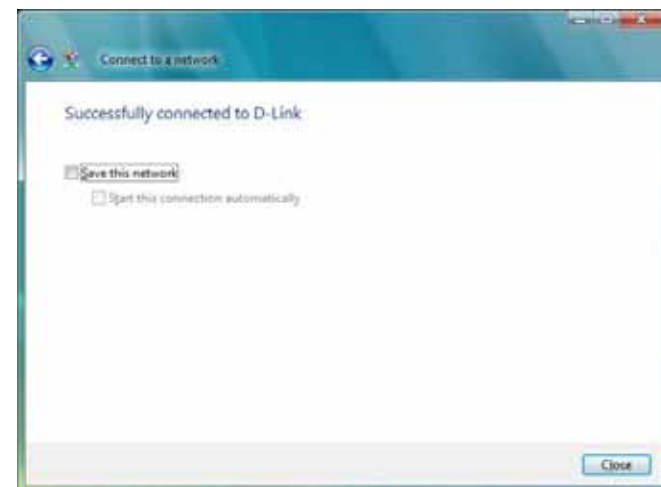 Connect to a network
Successfully connected to D-Link
Save this network
Start this connection automatically
Close